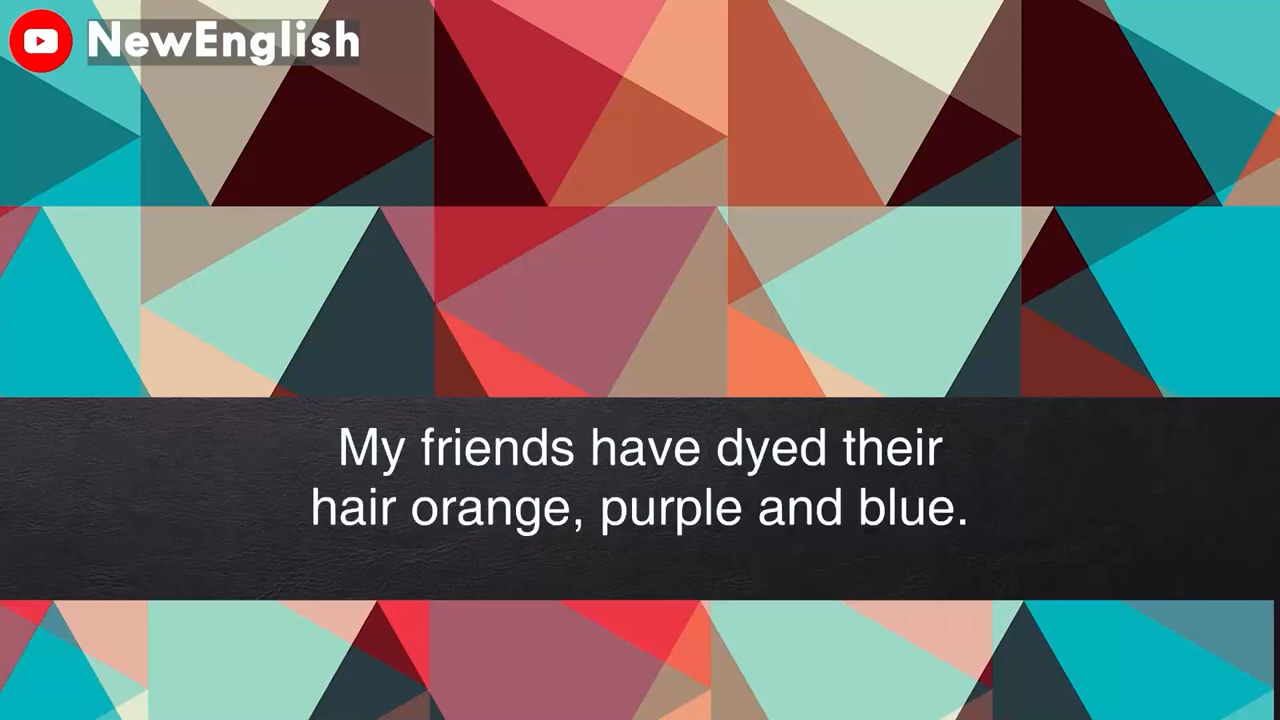 NewEnglish
My friends have dyed their
hair orange, purple and blue.